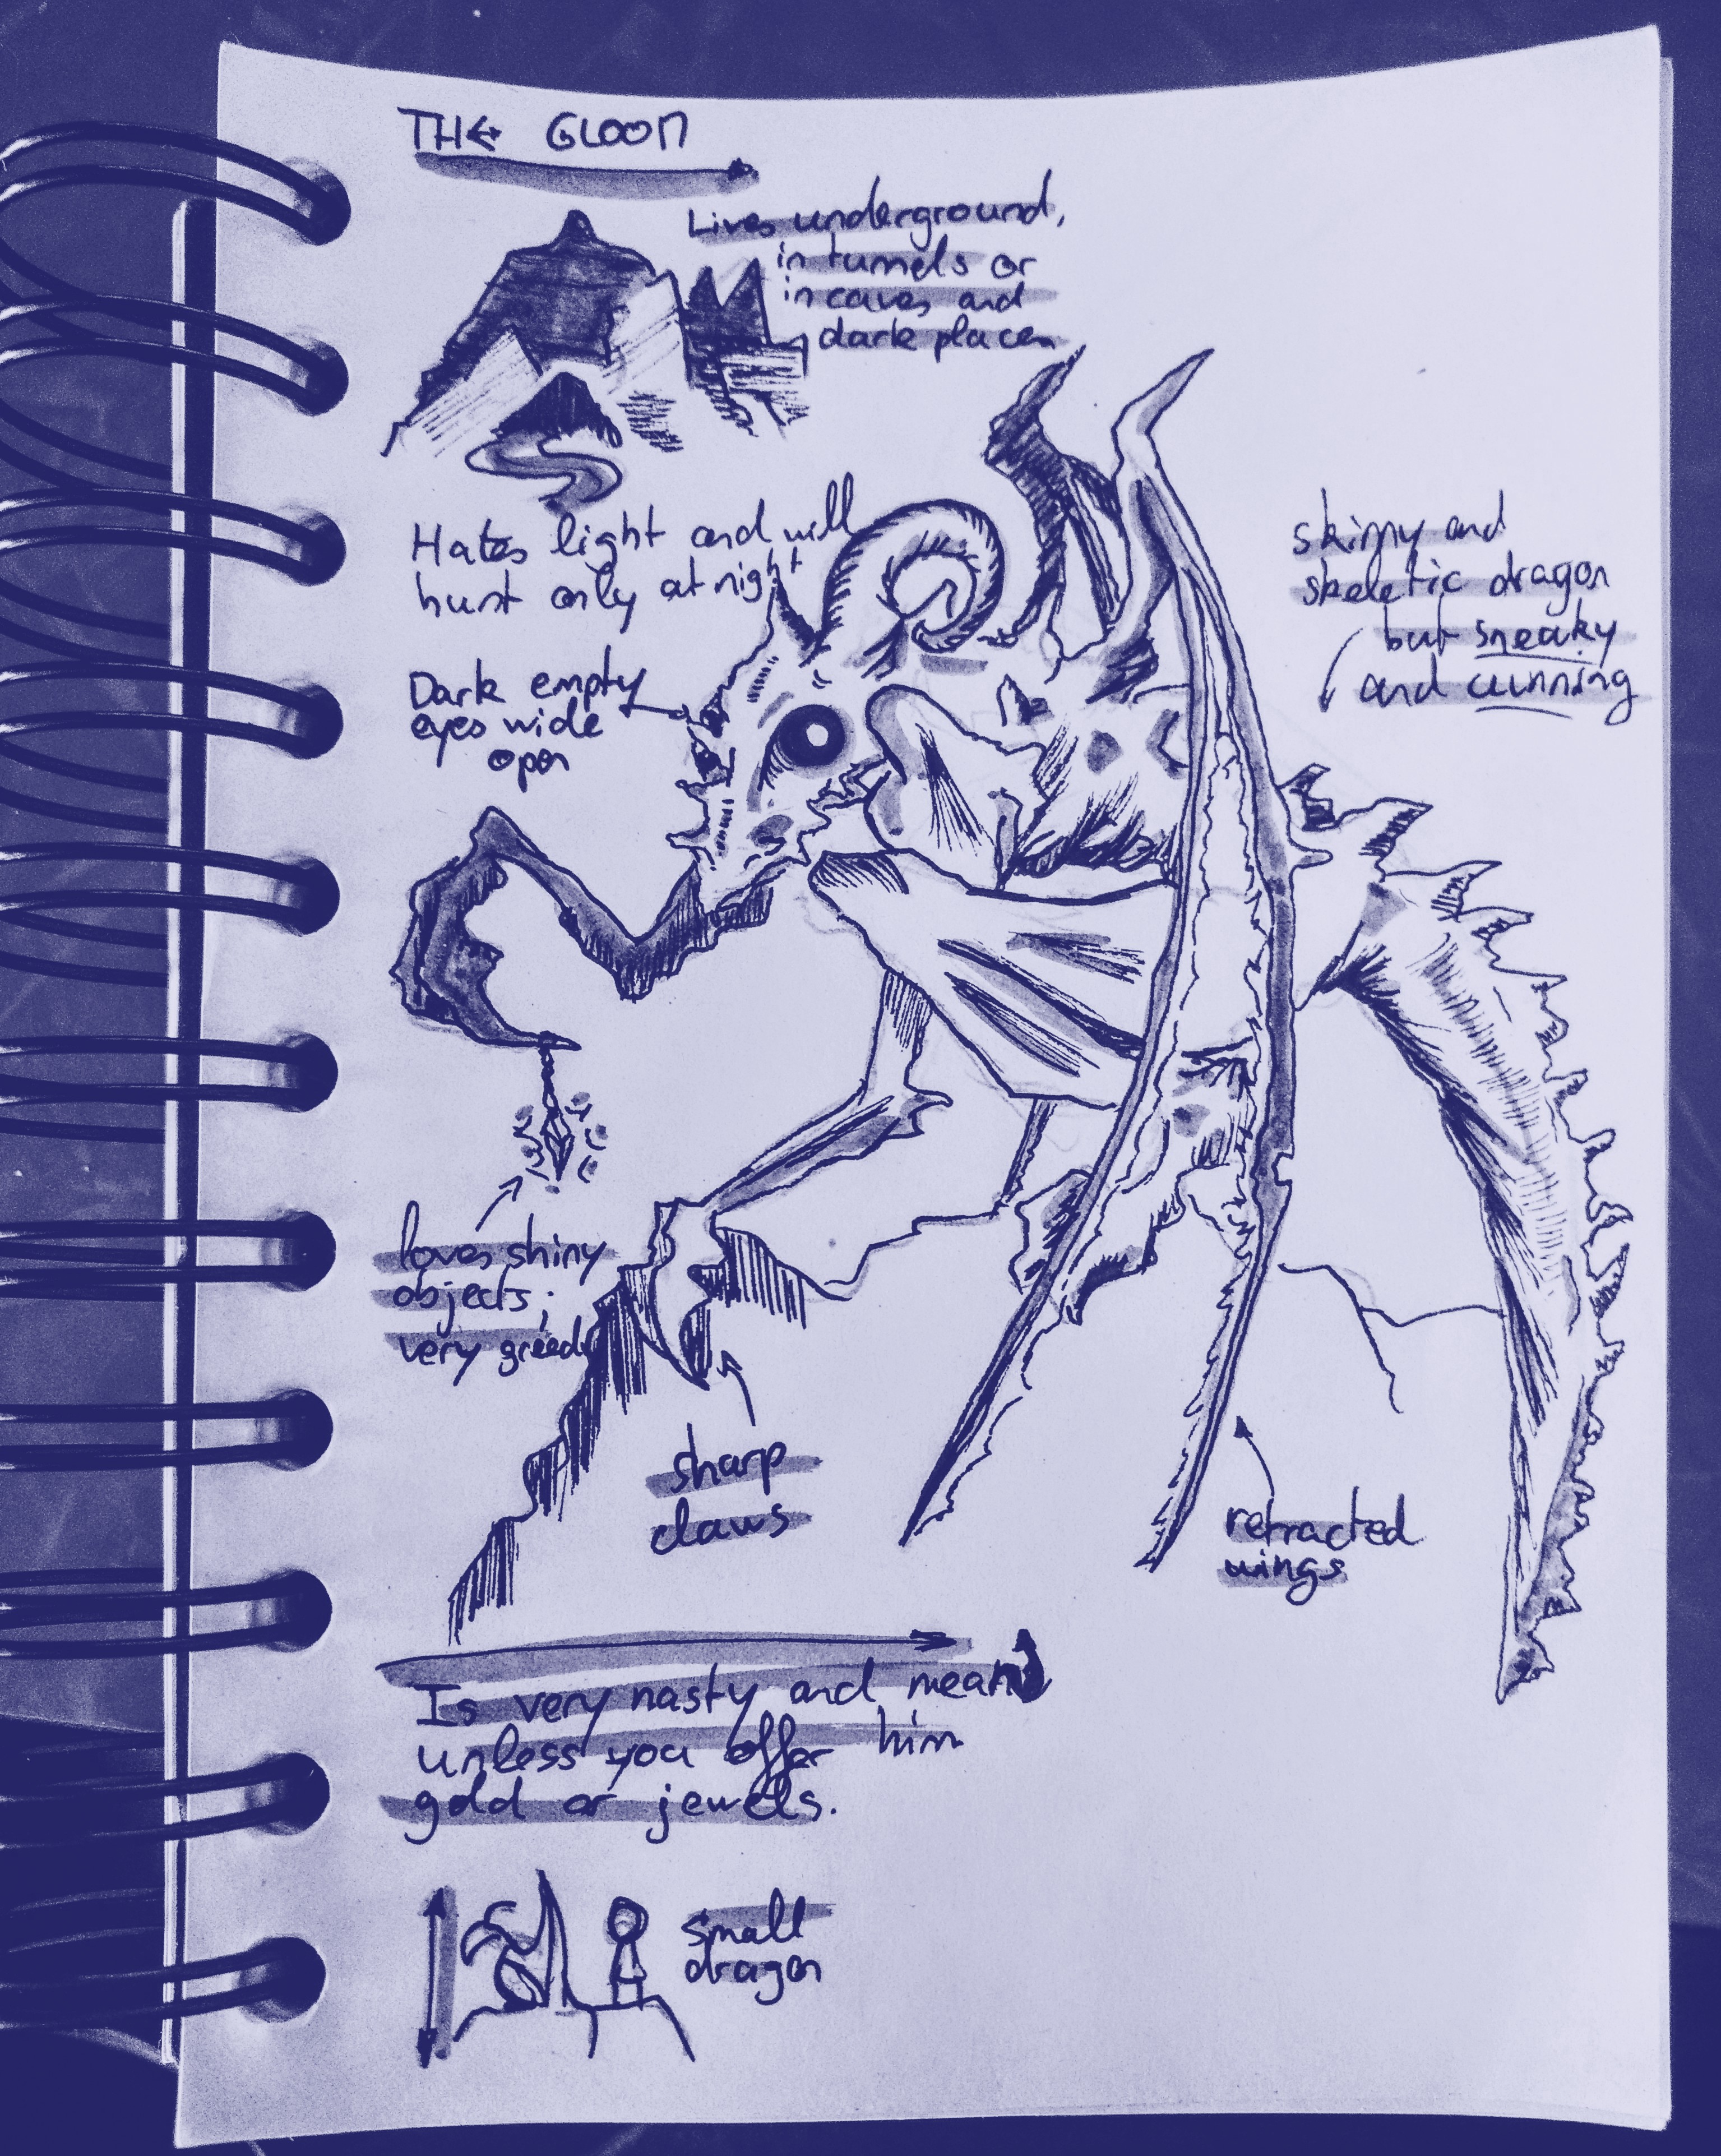 THE GLOOM
Lives underground,
in tunnels or
in caves and
dark places
Hates light and will
hunt only at night
skinny and
skeletic dragon
but sneaky
and cunning
Dark empty
eyes wide
open
loves shiny
objects;
very greedy
sharp
claws
retracted
wings
Is very nasty and mean
unless you offer him
gold or jewels.
small
dragon